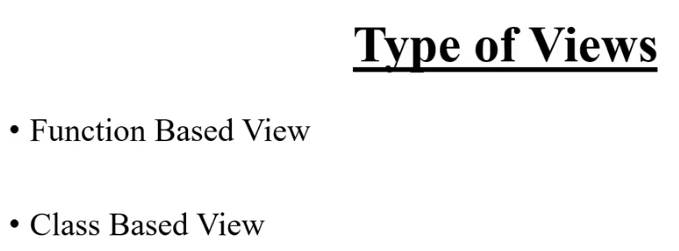 Type of Views
• Function Based View
• Class Based View